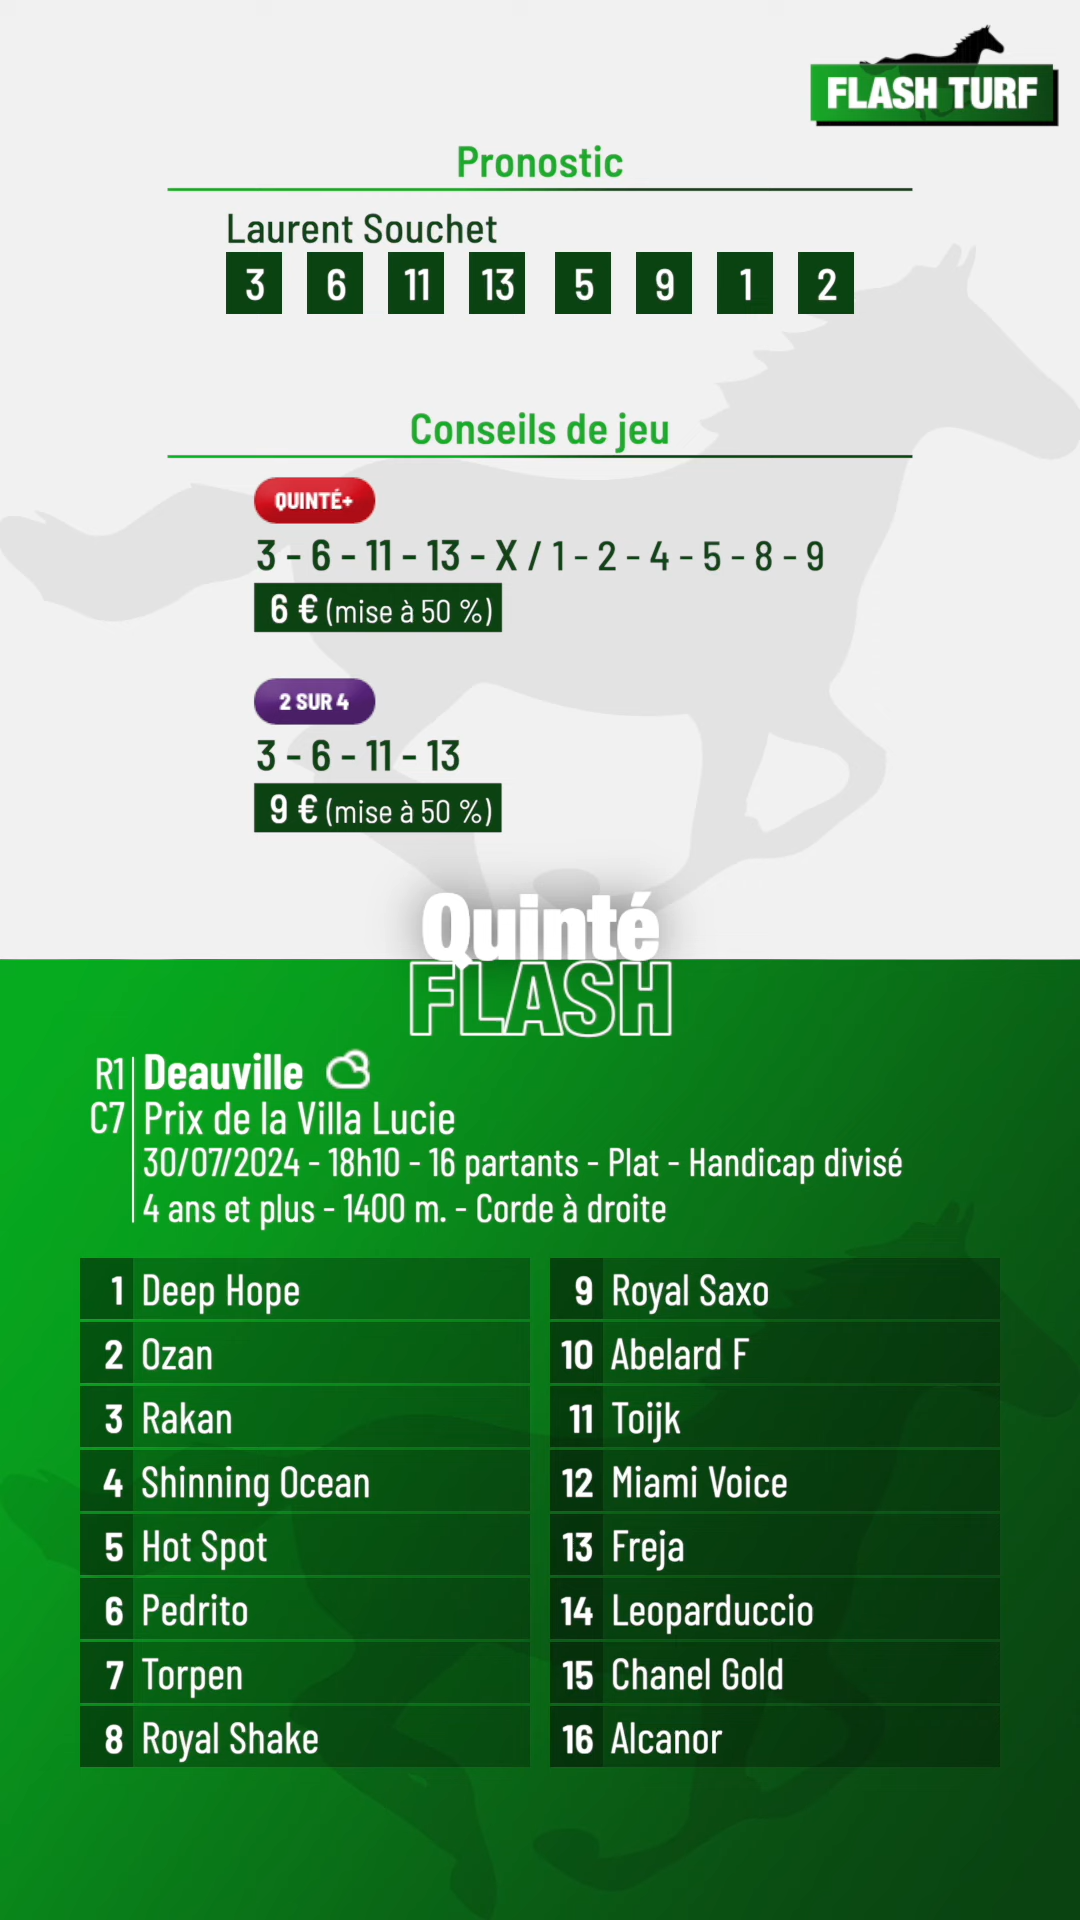 FLASH TURF
Pronostic
Laurent Souchet
3 6 11 13 5 9 1 2
Conseils de jeu
QUINTÉ+
3 - 6 - 11 - 13 - X / 1 - 2 - 4 - 5 - 8 - 9
6 € (mise à 50 %)
2 SUR 4
3 - 6 - 11 - 13
9 € (mise à 50 %)
Quinté
FLASH
R1 Deauville
C7 Prix de la Villa Lucie
30/07/2024 - 18h10 - 16 partants - Plat - Handicap divisé
4 ans et plus - 1400 m. - Corde à droite
1 Deep Hope
2 Ozan
3 Rakan
4 Shinning Ocean
5 Hot Spot
6 Pedrito
7 Torpen
8 Royal Shake
9 Royal Saxo
10 Abelard F
11 Toijk
12 Miami Voice
13 Freja
14 Leoparduccio
15 Chanel Gold
16 Alcanor